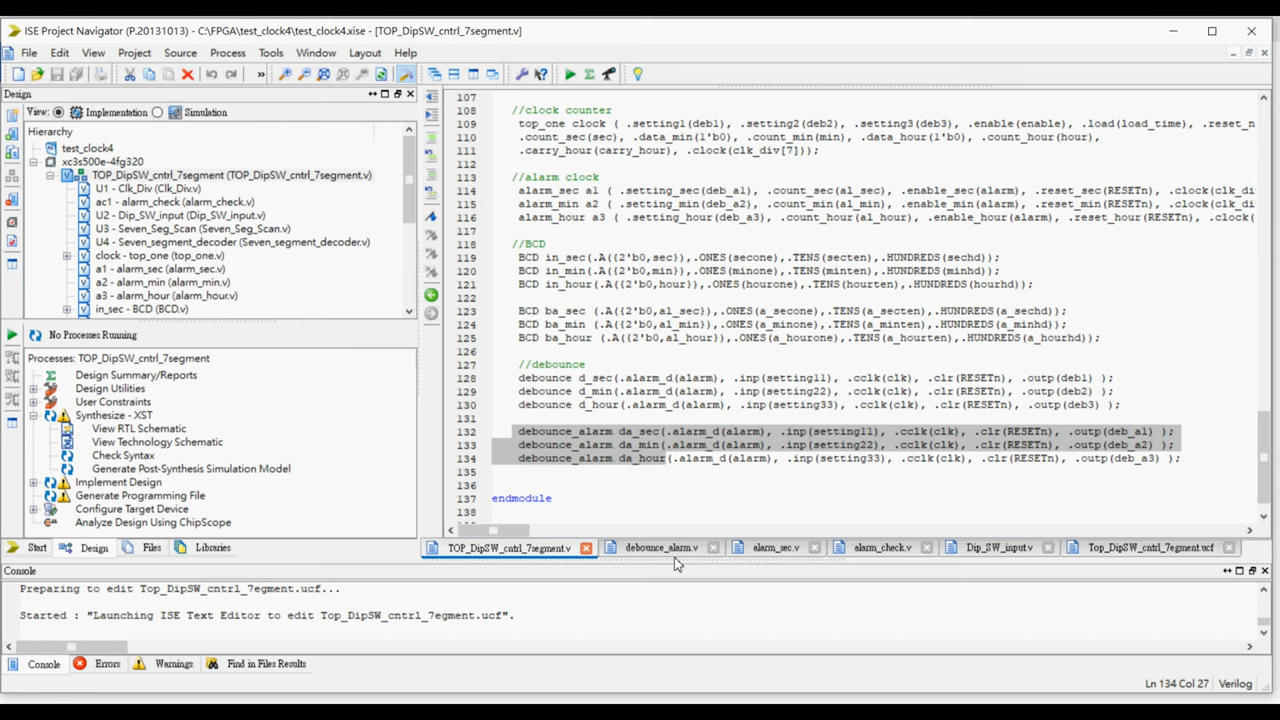 ISE Project Navigator (P.20131013) - C:\FPGA\test_clock4\test_clock4.xise - [TOP_DipSW_cntrl_7segment.v]
File Edit View Project Source Process Tools Window Layout Help
Design
View: Implementation Simulation
Hierarchy
test_clock4
xc3s500e-4fg320
TOP_DipSW_cntrl_7segment (TOP_DipSW_cntrl_7segment.v)
U1 - Clk_Div (Clk_Div.v)
ac1 - alarm_check (alarm_check.v)
U2 - Dip_SW_input (Dip_SW_input.v)
U3 - Seven_Seg_Scan (Seven_Seg_Scan.v)
U4 - Seven_segment_decoder (Seven_segment_decoder.v)
clock - top_one (top_one.v)
a1 - alarm_sec (alarm_sec.v)
a2 - alarm_min (alarm_min.v)
a3 - alarm_hour (alarm_hour.v)
in_sec - BCD (BCD.v)
No Processes Running
Processes: TOP_DipSW_cntrl_7segment
Design Summary/Reports
Design Utilities
User Constraints
Synthesize - XST
View RTL Schematic
View Technology Schematic
Check Syntax
Generate Post-Synthesis Simulation Model
Implement Design
Generate Programming File
Configure Target Device
Analyze Design Using ChipScope
Start Design Files Libraries
107
108 //clock counter
109 top_one clock ( .setting1(deb1), .setting2(deb2), .setting3(deb3), .enable(enable), .load(load_time), .reset_n
110 .count_sec(sec), .data_min(1'b0), .count_min(min), .data_hour(1'b0), .count_hour(hour),
111 .carry_hour(carry_hour), .clock(clk_div[7]));
112
113 //alarm clock
114 alarm_sec a1 ( .setting_sec(deb_a1), .count_sec(al_sec), .enable_sec(alarm), .reset_sec(RESETn), .clock(clk_di
115 alarm_min a2 ( .setting_min(deb_a2), .count_min(al_min), .enable_min(alarm), .reset_min(RESETn), .clock(clk_di
116 alarm_hour a3 ( .setting_hour(deb_a3), .count_hour(al_hour), .enable_hour(alarm), .reset_hour(RESETn), .clock(
117
118 //BCD
119 BCD in_sec(.A({2'b0,sec}),.ONES(secone),.TENS(secten),.HUNDREDS(sechd));
120 BCD in_min(.A({2'b0,min}),.ONES(minone),.TENS(minten),.HUNDREDS(minhd));
121 BCD in_hour(.A({2'b0,hour}),.ONES(hourone),.TENS(hourten),.HUNDREDS(hourhd));
122
123 BCD ba_sec (.A({2'b0,al_sec}),.ONES(a_secone),.TENS(a_secten),.HUNDREDS(a_sechd));
124 BCD ba_min (.A({2'b0,al_min}),.ONES(a_minone),.TENS(a_minten),.HUNDREDS(a_minhd));
125 BCD ba_hour (.A({2'b0,al_hour}),.ONES(a_hourone),.TENS(a_hourten),.HUNDREDS(a_hourhd));
126
127 //debounce
128 debounce d_sec(.alarm_d(alarm), .inp(setting11), .cclk(clk), .clr(RESETn), .outp(deb1) );
129 debounce d_min(.alarm_d(alarm), .inp(setting22), .cclk(clk), .clr(RESETn), .outp(deb2) );
130 debounce d_hour(.alarm_d(alarm), .inp(setting33), .cclk(clk), .clr(RESETn), .outp(deb3) );
131
132 debounce_alarm da_sec(.alarm_d(alarm), .inp(setting11), .cclk(clk), .clr(RESETn), .outp(deb_a1) );
133 debounce_alarm da_min(.alarm_d(alarm), .inp(setting22), .cclk(clk), .clr(RESETn), .outp(deb_a2) );
134 debounce_alarm da_hour(.alarm_d(alarm), .inp(setting33), .cclk(clk), .clr(RESETn), .outp(deb_a3) );
135
136
137 endmodule
138
TOP_DipSW_cntrl_7segment.v debounce_alarm.v alarm_sec.v alarm_check.v Dip_SW_input.v Top_DipSW_cntrl_7egment.ucf
Console
Preparing to edit Top_DipSW_cntrl_7egment.ucf...
Started : "Launching ISE Text Editor to edit Top_DipSW_cntrl_7egment.ucf".
Console Errors Warnings Find in Files Results
Ln 134 Col 27 Verilog